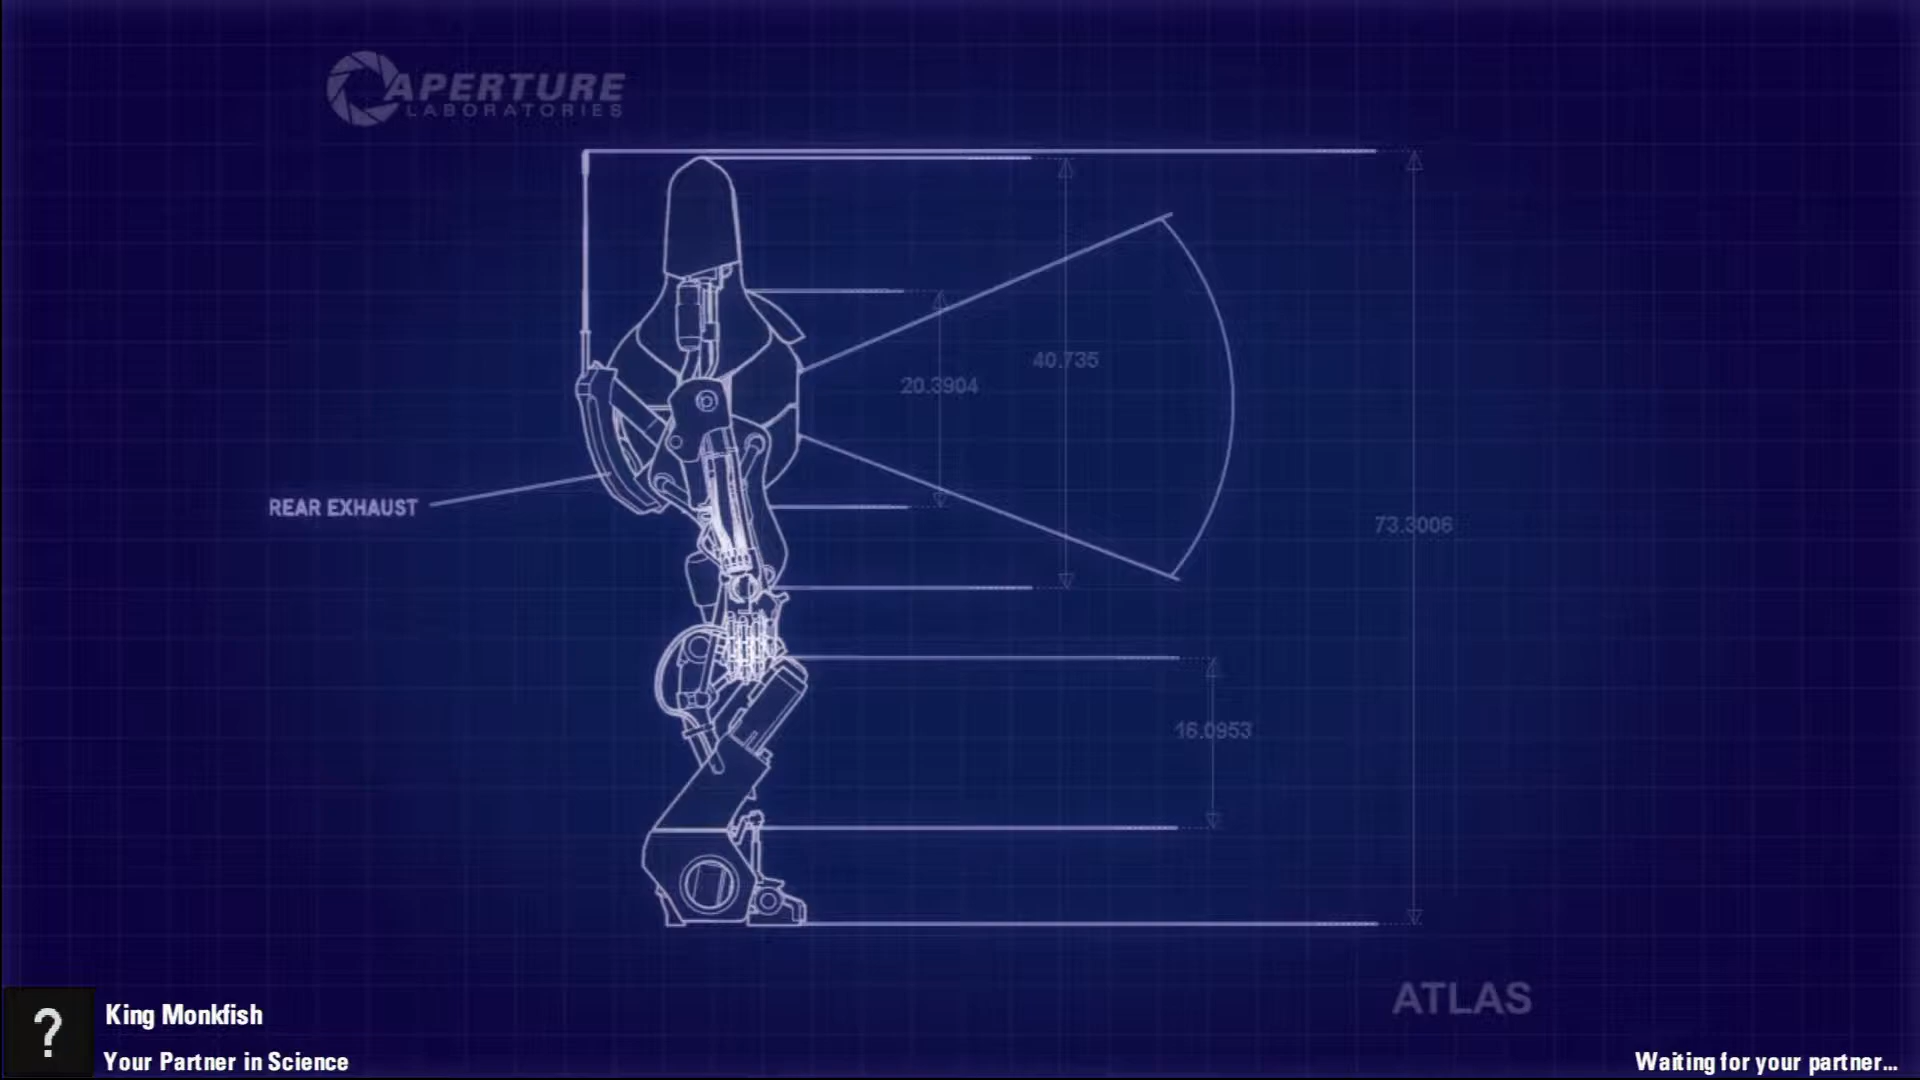 APERTURE
LABORATORIES
40.735
20.3904
REAR EXHAUST
73.3006
16.0953
ATLAS
?
King Monkfish
Your Partner in Science
Waiting for your partner...